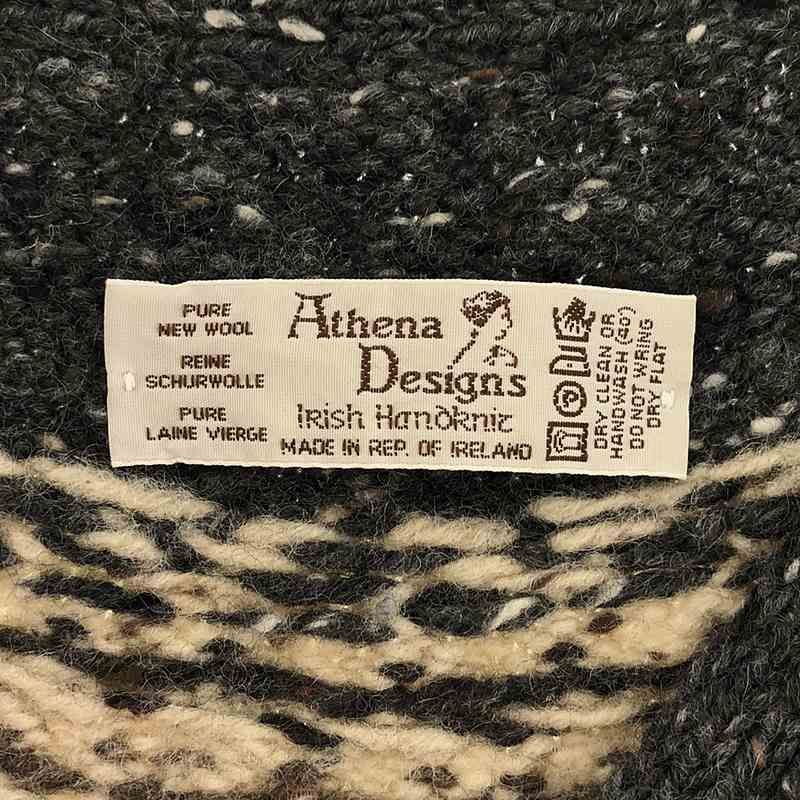 PURE
NEW WOOL
REINE
SCHURWOLLE
PURE
LAINE VIERGE
Athena
Designs
Irish Handknit
MADE IN REP. OF IRELAND
DRY CLEAN OR
HANDWASH (40°)
DO NOT WRING
DRY FLAT